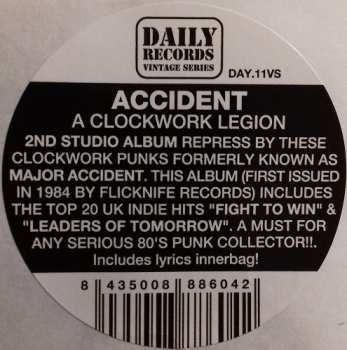 DAILY
RECORDS
VINTAGE SERIES
DAY.11VS
ACCIDENT
A CLOCKWORK LEGION
2ND STUDIO ALBUM REPRESS BY THESE
CLOCKWORK PUNKS FORMERLY KNOWN AS
MAJOR ACCIDENT. THIS ALBUM (FIRST ISSUED
IN 1984 BY FLICKNIFE RECORDS) INCLUDES
THE TOP 20 UK INDIE HITS "FIGHT TO WIN" &
"LEADERS OF TOMORROW". A MUST FOR
ANY SERIOUS 80'S PUNK COLLECTOR!!.
Includes lyrics innerbag!
8 435008 886042